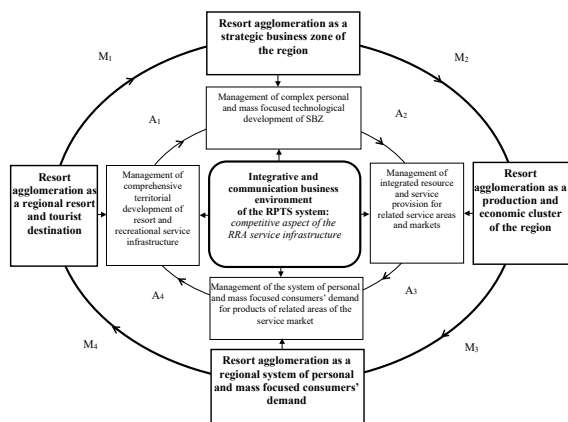 Resort agglomeration as a
strategic business zone of
the region
M1
M2
Management of complex personal
and mass focused technological
development of SBZ
A1
A2
Resort
agglomeration as
a regional resort
and tourist
destination
Management of
comprehensive
territorial
development of
resort and
recreational service
infrastructure
Integrative and
communication business
environment
of the RPTS system:
competitive aspect of
the RRA service infrastructure
Management of
integrated resource
and service
provision for
related service areas
and markets
Resort
agglomeration as a
production and
economic cluster
of the region
A4
A3
Management of the system of personal
and mass focused consumers' demand
for products of related areas of the
service market
M4
M3
Resort agglomeration as a
regional system of personal
and mass focused consumers'
demand